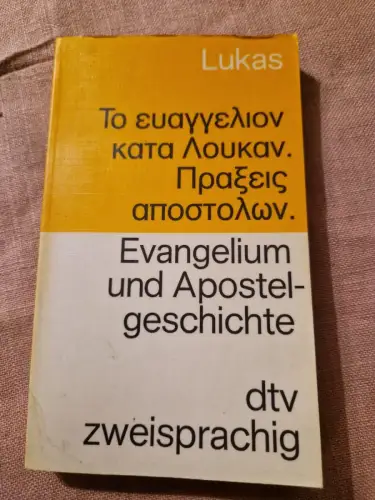 Lukas
Το ευαγγελιον
κατα Λουκαν.
Πραξεις
αποστολων.
Evangelium
und Apostel-
geschichte
dtv
zweisprachig